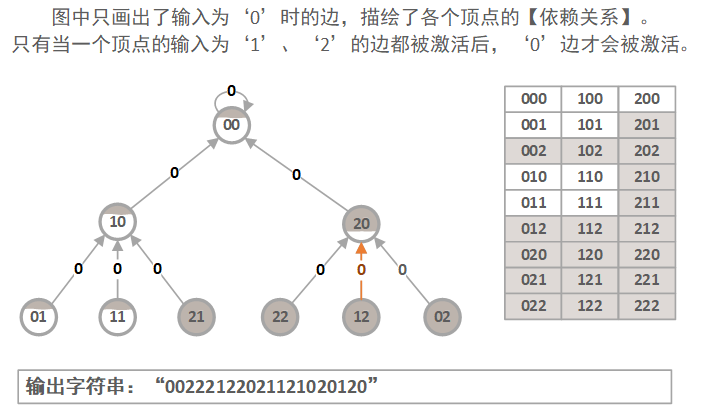 图中只画出了输入为‘0’时的边，描绘了各个顶点的【依赖关系】。
只有当一个顶点的输入为‘1’、‘2’的边都被激活后，‘0’边才会被激活。
0
00
0 0
10 20
0 0 0 0 0 0
01 11 21 22 12 02
000 100 200
001 101 201
002 102 202
010 110 210
011 111 211
012 112 212
020 120 220
021 121 221
022 122 222
输出字符串：“00222122021121020120”